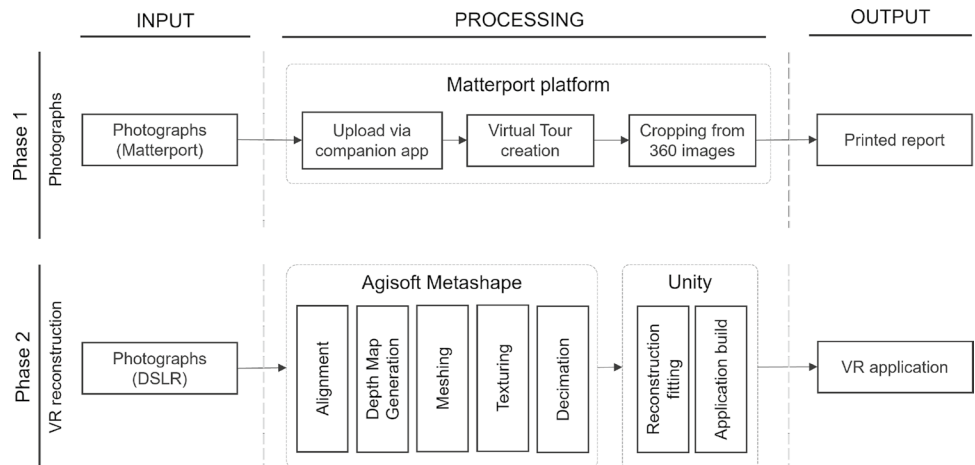 INPUT
PROCESSING
OUTPUT
Phase 1
Photographs
Photographs
(Matterport)
Matterport platform
Upload via
companion app
Virtual Tour
creation
Cropping from
360 images
Printed report
Phase 2
VR reconstruction
Photographs
(DSLR)
Agisoft Metashape
Alignment
Depth Map
Generation
Meshing
Texturing
Decimation
Unity
Reconstruction
fitting
Application build
VR application